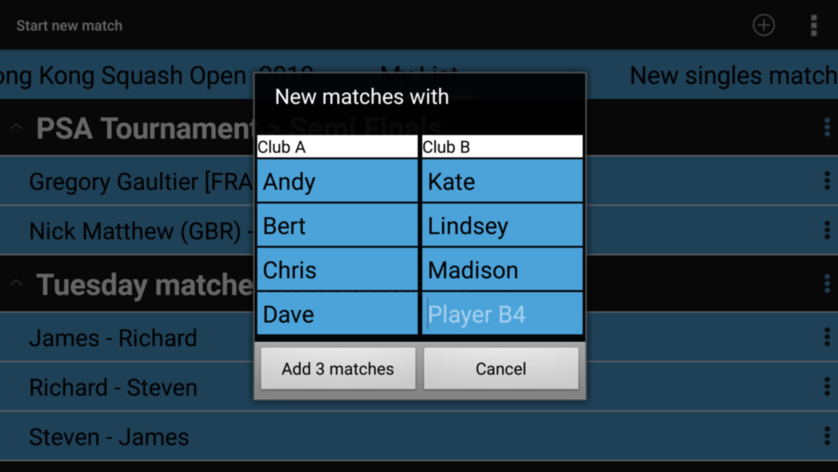 Start new match
ong Kong Squash Open 2018 My List New singles match
New matches with
PSA Tournament > Semi Finals
Club A Club B
Gregory Gaultier [FRA
Andy Kate
Nick Matthew (GBR) -
Bert Lindsey
Chris Madison
Tuesday matche
Dave Player B4
James - Richard
Add 3 matches Cancel
Richard - Steven
Steven - James